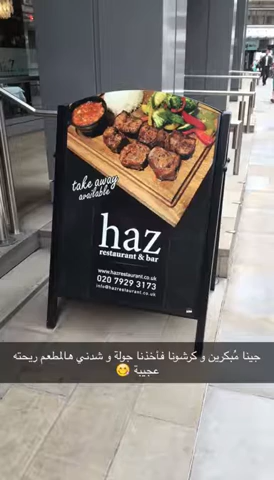 take away
available
haz
restaurant & bar
www.hazrestaurant.co.uk
020 7929 3173
info@hazrestaurant.co.uk
جينا مُبكرين و كرشونا فأخذنا جولة و شدني هالمطعم ريحته
عجيبة 😋